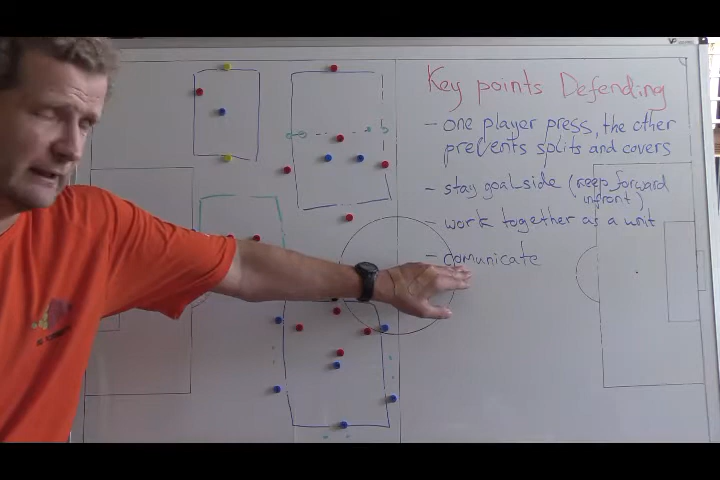 Key points Defending
- one player press, the other
prevents splits and covers
- stay goalside (keep forward
infront)
- work together as a unit
- comunicate